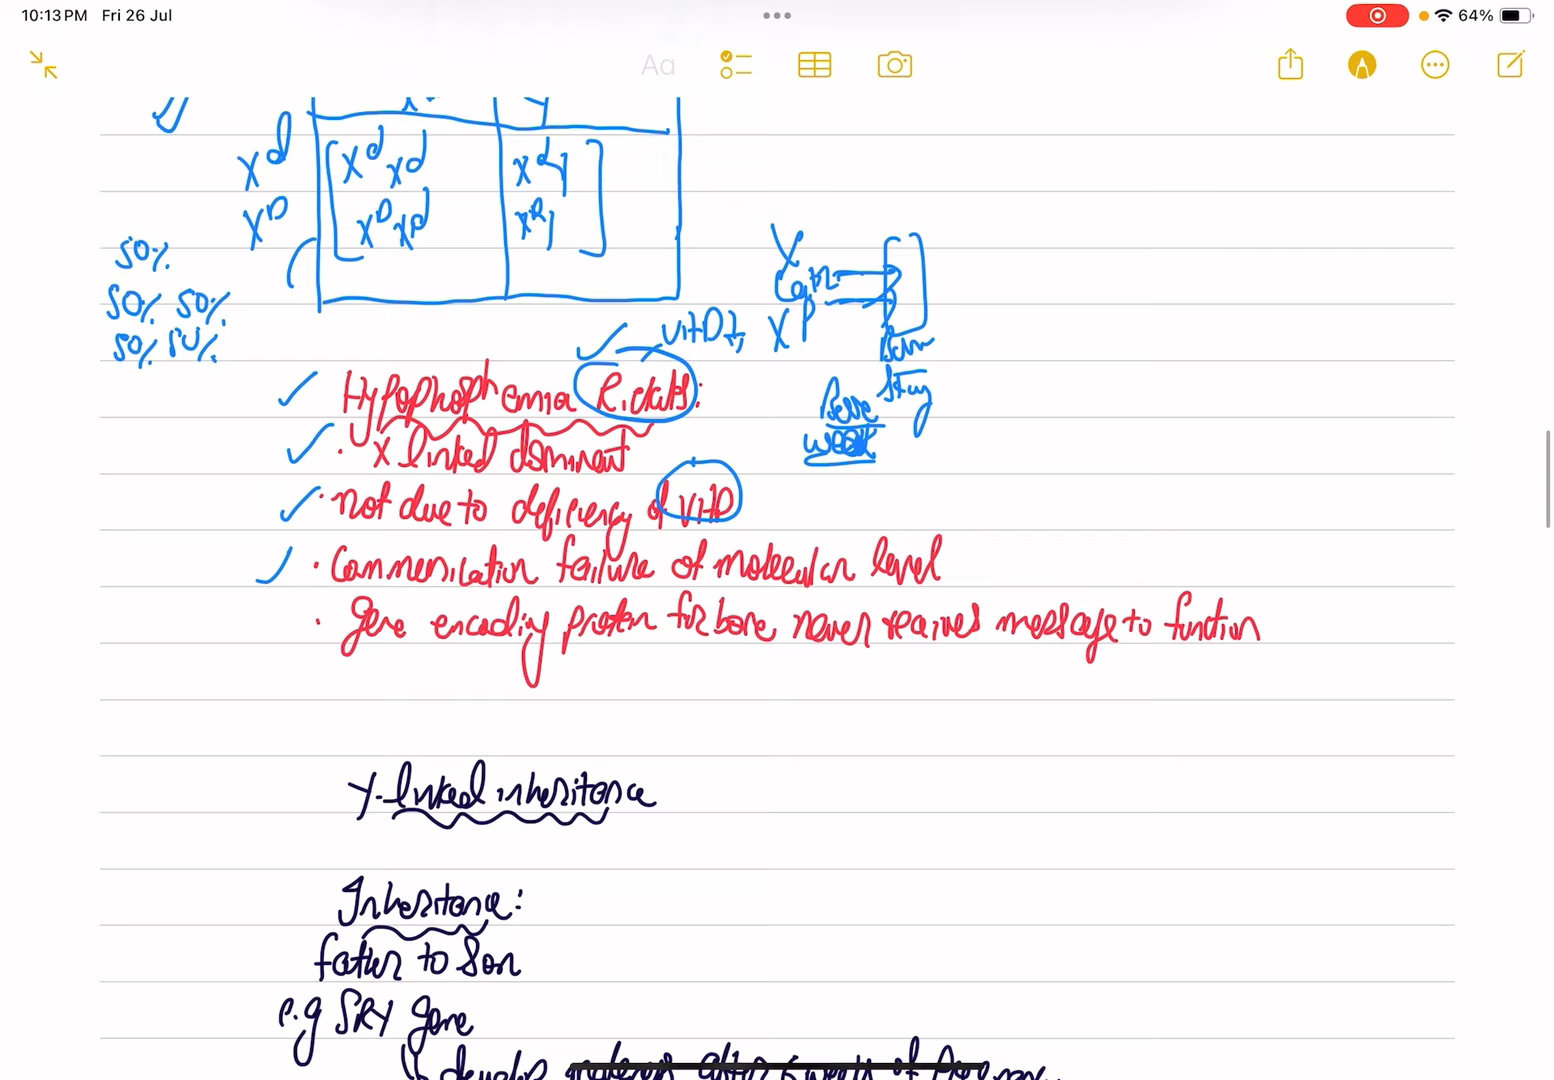 10:13 PM Fri 26 Jul
64%
Aa
X^d X^d X^d X^d y
X^D X^D X^d
50%
50% 50%
50% 50%
X
Ca
X P
Vit D
Hypophosphemia Rickets:
Bone
weak
· X linked dominant
· not due to deficiency of Vit D
· Communication failure of molecular level
· gene encoding protein for bone never receives message to function
Y-linked inheritance
Inheritance:
father to Son
e.g SRY gene